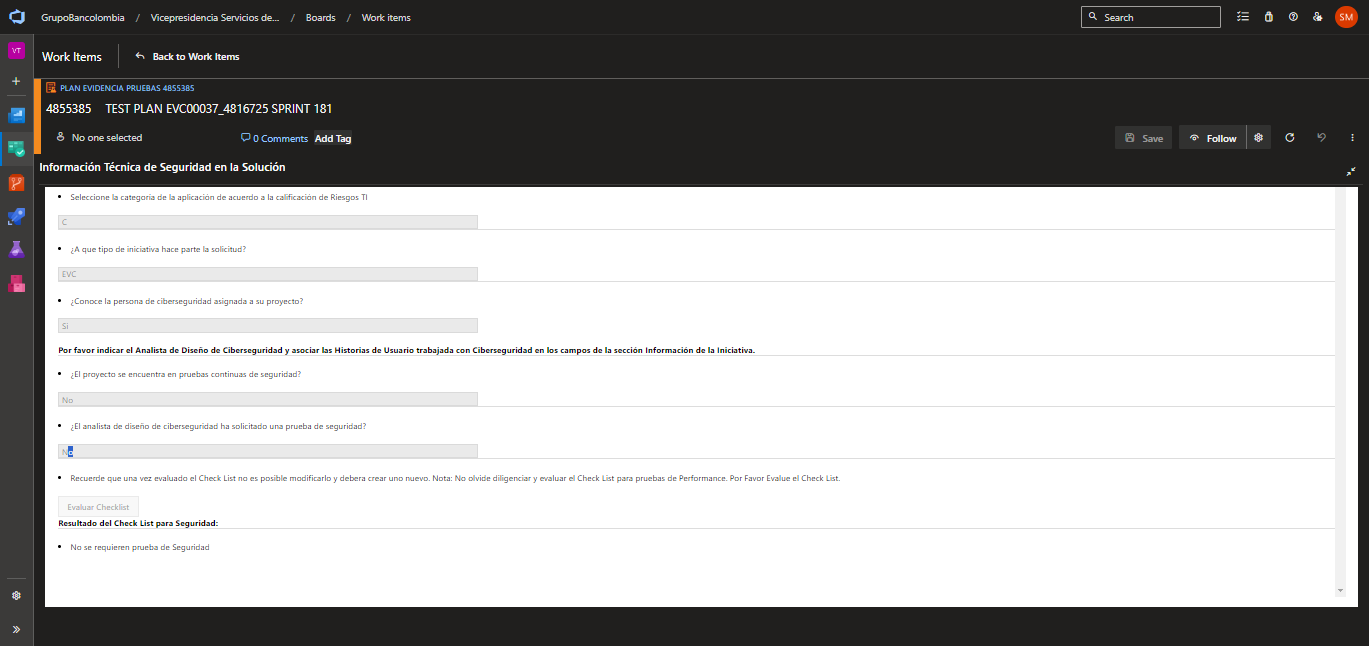 GrupoBancolombia / Vicepresidencia Servicios de... / Boards / Work items
Search
SM
VT
Work Items
Back to Work Items
PLAN EVIDENCIA PRUEBAS 4855385
4855385 TEST PLAN EVC00037_4816725 SPRINT 181
No one selected
0 Comments
Add Tag
Save
Follow
Información Técnica de Seguridad en la Solución
Seleccione la categoría de la aplicación de acuerdo a la calificación de Riesgos TI
C
¿A que tipo de iniciativa hace parte la solicitud?
EVC
¿Conoce la persona de ciberseguridad asignada a su proyecto?
Si
Por favor indicar el Analista de Diseño de Ciberseguridad y asociar las Historias de Usuario trabajada con Ciberseguridad en los campos de la sección Información de la Iniciativa.
¿El proyecto se encuentra en pruebas continuas de seguridad?
No
¿El analista de diseño de ciberseguridad ha solicitado una prueba de seguridad?
No
Recuerde que una vez evaluado el Check List no es posible modificarlo y debera crear uno nuevo. Nota: No olvide diligenciar y evaluar el Check List para pruebas de Performance. Por Favor Evalue el Check List.
Evaluar Checklist
Resultado del Check List para Seguridad:
No se requieren prueba de Seguridad